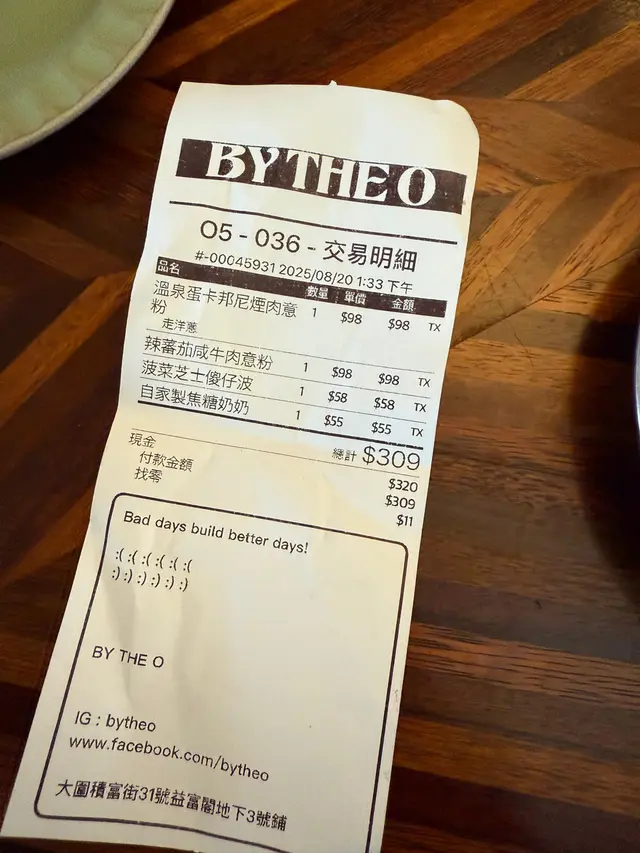 BY THE O
O5 - 036 - 交易明細
#-00045931 2025/08/20 1:33 下午
品名 數量 單價 金額
溫泉蛋卡邦尼煙肉意 1 $98 $98 TX
粉
走洋蔥
辣蕃茄咸牛肉意粉 1 $98 $98 TX
菠菜芝士傻仔波 1 $58 $58 TX
自家製焦糖奶奶 1 $55 $55 TX
總計 $309
現金 $320
付款金額 $309
找零 $11
Bad days build better days!
:( :( :( :( :( :(
:) :) :) :) :) :)
BY THE O
IG : bytheo
www.facebook.com/bytheo
大圍積富街31號益富閣地下3號鋪